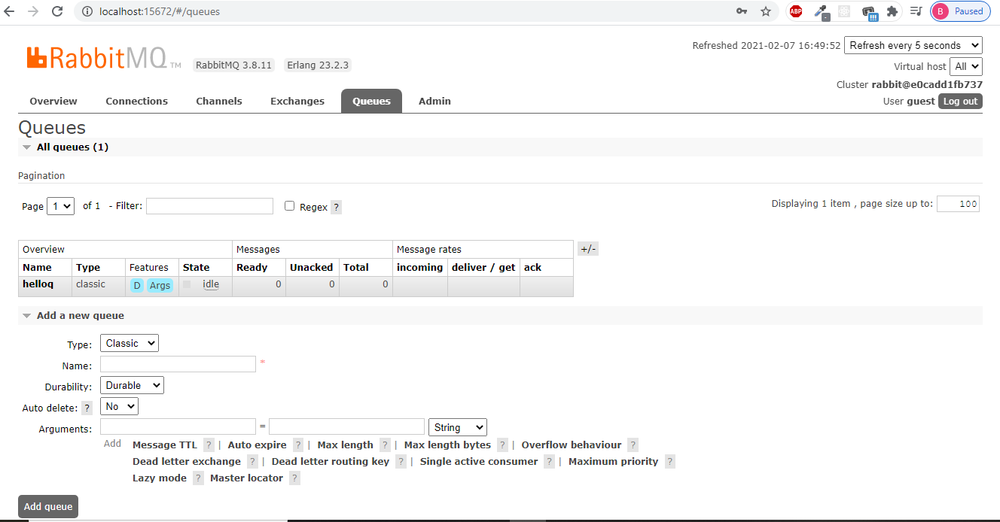 localhost:15672/#/queues
ABP
B Paused
RabbitMQ TM RabbitMQ 3.8.11 Erlang 23.2.3
Refreshed 2021-02-07 16:49:52 Refresh every 5 seconds
Virtual host All
Cluster rabbit@e0cadd1fb737
User guest Log out
Overview Connections Channels Exchanges Queues Admin
Queues
All queues (1)
Pagination
Page 1 of 1 - Filter: Regex ? Displaying 1 item , page size up to: 100
Overview Messages Message rates +/-
Name Type Features State Ready Unacked Total incoming deliver / get ack
helloq classic D Args idle 0 0 0
Add a new queue
Type: Classic
Name: *
Durability: Durable
Auto delete: ? No
Arguments: = String
Add Message TTL ? | Auto expire ? | Max length ? | Max length bytes ? | Overflow behaviour ?
Dead letter exchange ? | Dead letter routing key ? | Single active consumer ? | Maximum priority ?
Lazy mode ? Master locator ?
Add queue